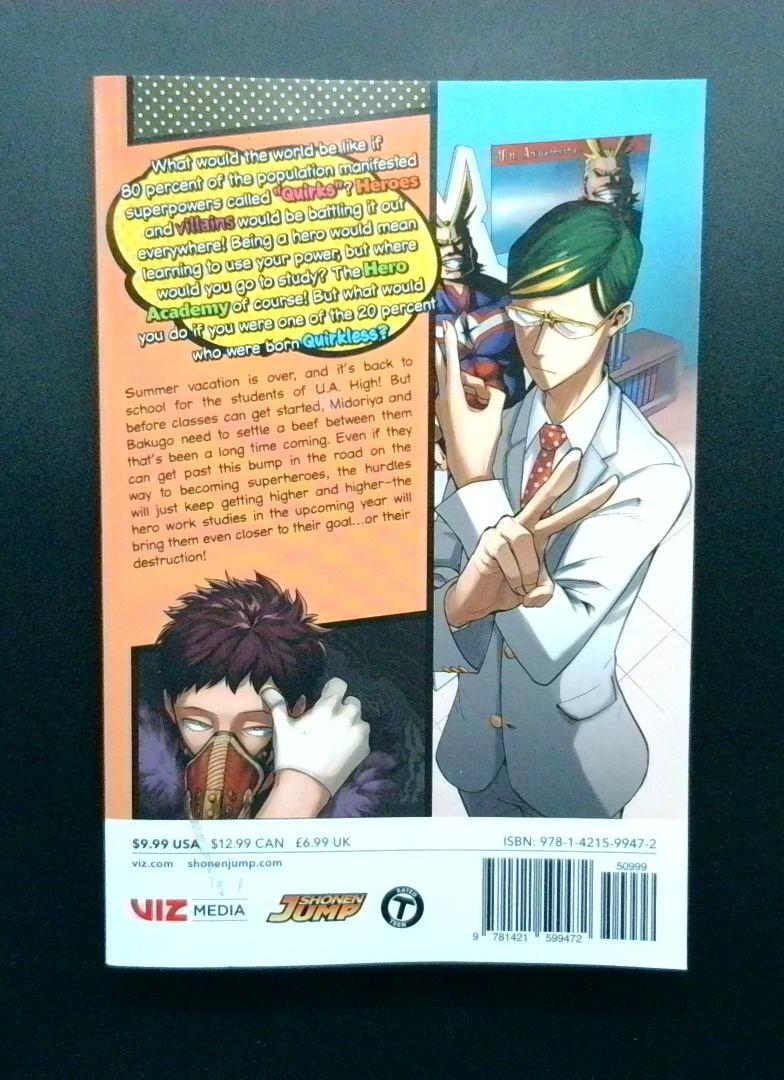 What would the world be like if
80 percent of the population manifested
superpowers called "Quirks"? Heroes
and villains would be battling it out
everywhere! Being a hero would mean
learning to use your power, but where
would you go to study? The Hero
Academy of course! But what would
you do if you were one of the 20 percent
who were born Quirkless?
Summer vacation is over, and it's back to
school for the students of U.A. High! But
before classes can get started, Midoriya and
Bakugo need to settle a beef between them
that's been a long time coming. Even if they
can get past this bump in the road on the
way to becoming superheroes, the hurdles
will just keep getting higher and higher—the
hero work studies in the upcoming year will
bring them even closer to their goal...or their
destruction!
Anniversary
$9.99 USA $12.99 CAN £6.99 UK
ISBN: 978-1-4215-9947-2
viz.com shonenjump.com
50999
VIZ MEDIA
SHONEN
JUMP
RATED
T
TEEN
9 781421 599472